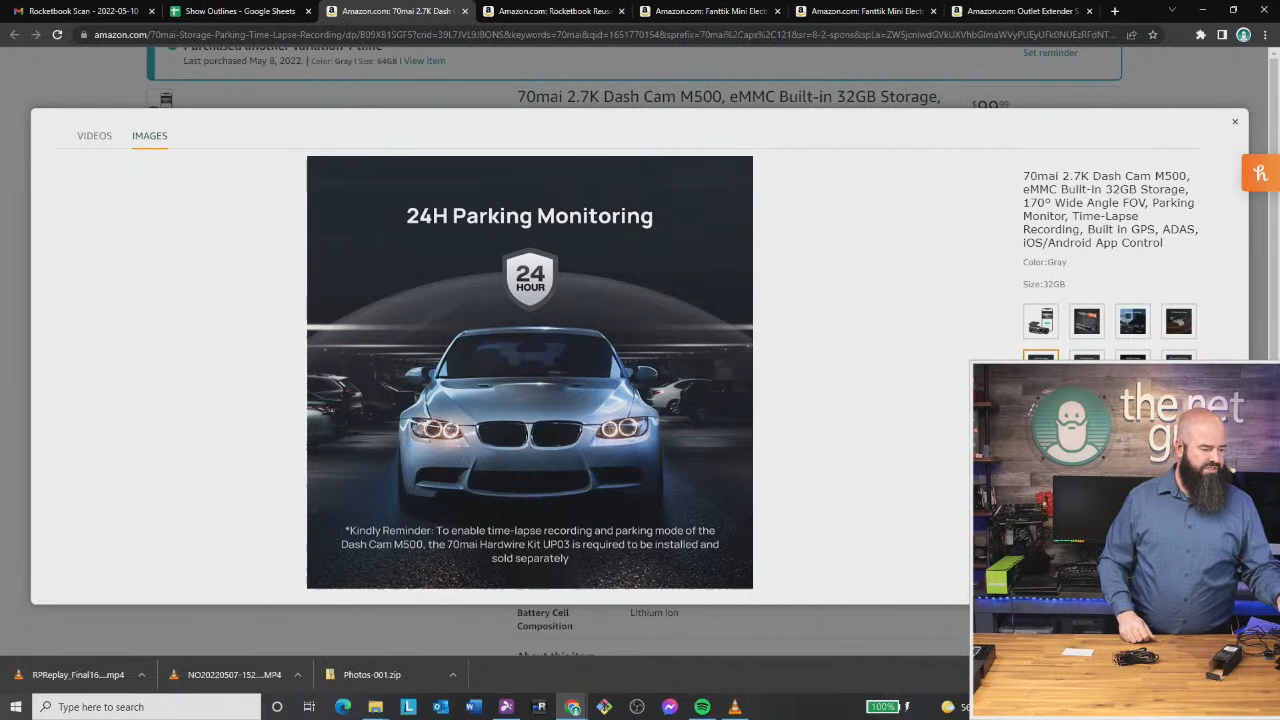 Rocketbook Scan - 2022-05-10
Show Outlines - Google Sheets
Amazon.com: 70mai 2.7K Dash C
Amazon.com: Rocketbook Reus
Amazon.com: Fanttik Mini Electr
Amazon.com: Fanttik Mini Electr
Amazon.com: Outlet Extender S
Last purchased May 8, 2022. | Color: Gray | Size: 64GB | View item
Set reminder
70mai 2.7K Dash Cam M500, eMMC Built-in 32GB Storage,
VIDEOS
IMAGES
24H Parking Monitoring
24
HOUR
*Kindly Reminder: To enable time-lapse recording and parking mode of the
Dash Cam M500, the 70mai Hardwire Kit UP03 is required to be installed and
sold separately
70mai 2.7K Dash Cam M500,
eMMC Built-in 32GB Storage,
170° Wide Angle FOV, Parking
Monitor, Time-Lapse
Recording, Built in GPS, ADAS,
iOS/Android App Control
Color:Gray
Size:32GB
the net
Battery Cell
Composition
Lithium Ion
RPReplay_Final16....mp4
NO20220507-152....MP4
Photos-001.zip
Type here to search
100%